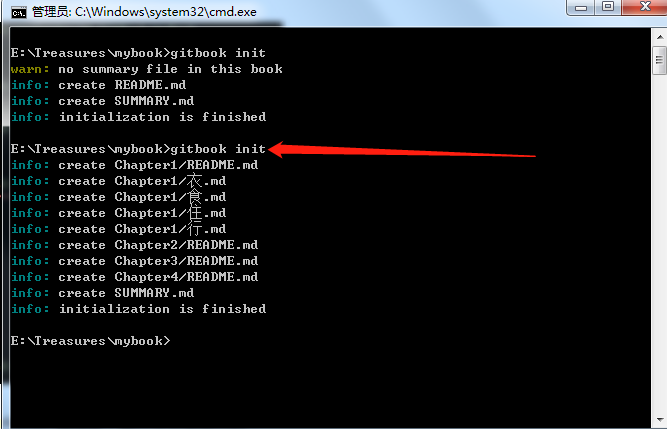 管理员: C:\Windows\system32\cmd.exe
E:\Treasures\mybook>gitbook init
warn: no summary file in this book
info: create README.md
info: create SUMMARY.md
info: initialization is finished
E:\Treasures\mybook>gitbook init
info: create Chapter1/README.md
info: create Chapter1/衣.md
info: create Chapter1/食.md
info: create Chapter1/住.md
info: create Chapter1/行.md
info: create Chapter2/README.md
info: create Chapter3/README.md
info: create Chapter4/README.md
info: create SUMMARY.md
info: initialization is finished
E:\Treasures\mybook>